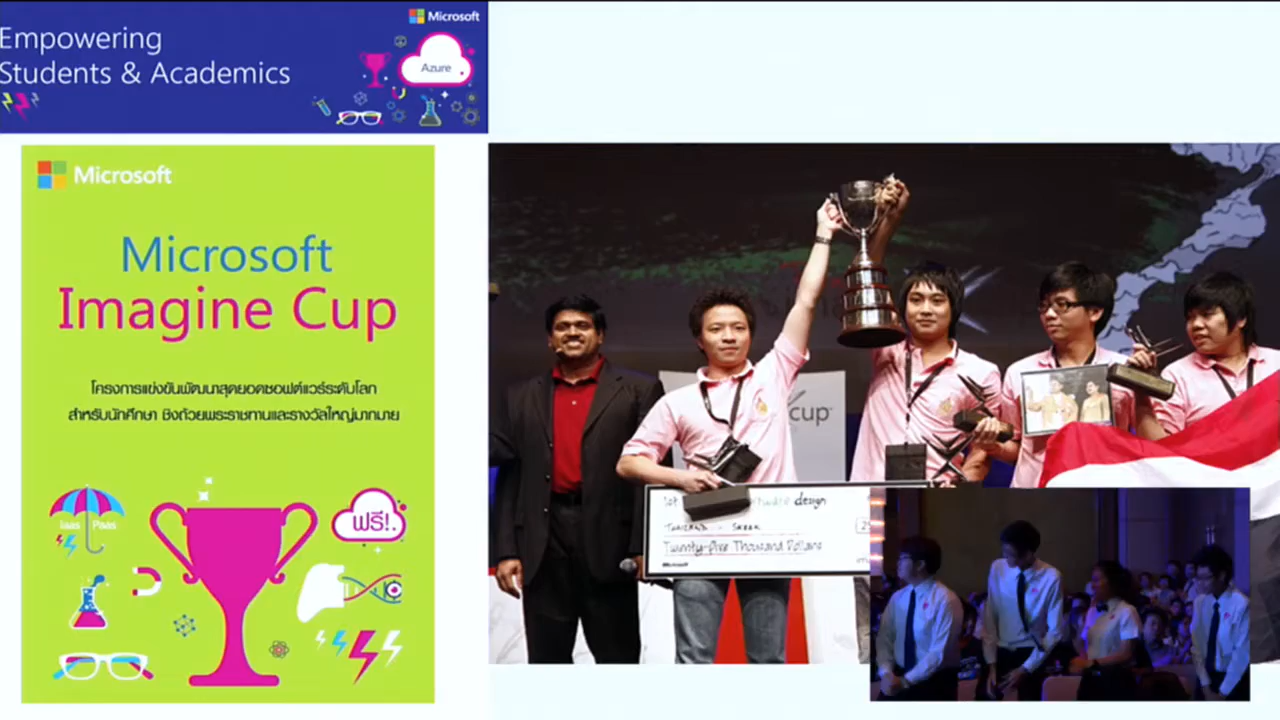 Microsoft
Empowering
Students & Academics
Azure
Microsoft
Microsoft
Imagine Cup
โครงการแข่งขันพัฒนาสุดยอดซอฟต์แวร์ระดับโลก
สำหรับนักศึกษา ชิงถ้วยพระราชทานและรางวัลใหญ่มากมาย
Iaas Paas
ฟรี!
cup
1st
design
Thailand - Skeek
Twenty-Five Thousand Dollars
Microsoft